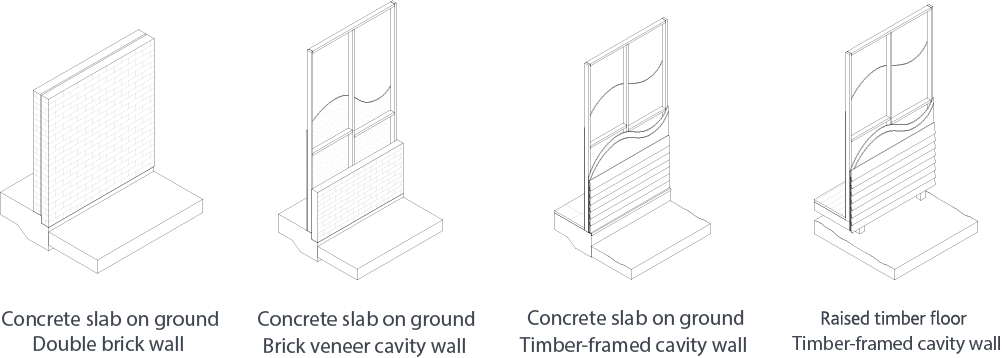 Concrete slab on ground
Double brick wall
Concrete slab on ground
Brick veneer cavity wall
Concrete slab on ground
Timber-framed cavity wall
Raised timber floor
Timber-framed cavity wall